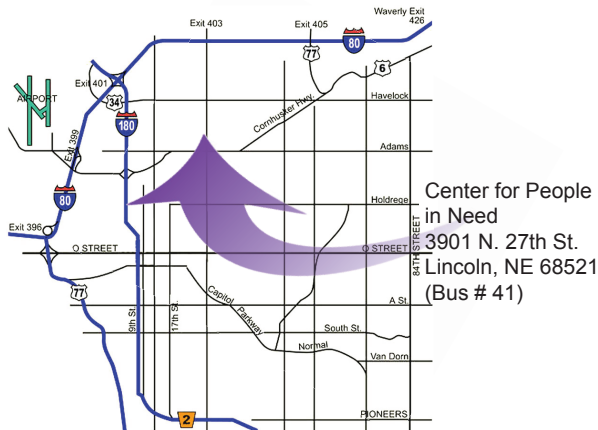 Waverly Exit
426
Exit 403
Exit 405
77
80
6
Exit 401
AIRPORT
34
Havelock
180
Cornhusker Hwy.
Exit 399
Adams
80
Holdrege
Center for People
in Need
3901 N. 27th St.
Lincoln, NE 68521
(Bus # 41)
Exit 396
O STREET
O STREET
84TH STREET
77
Capitol Parkway
A St.
9th St.
17th St.
South St.
Normal
Van Dorn
2
PIONEERS